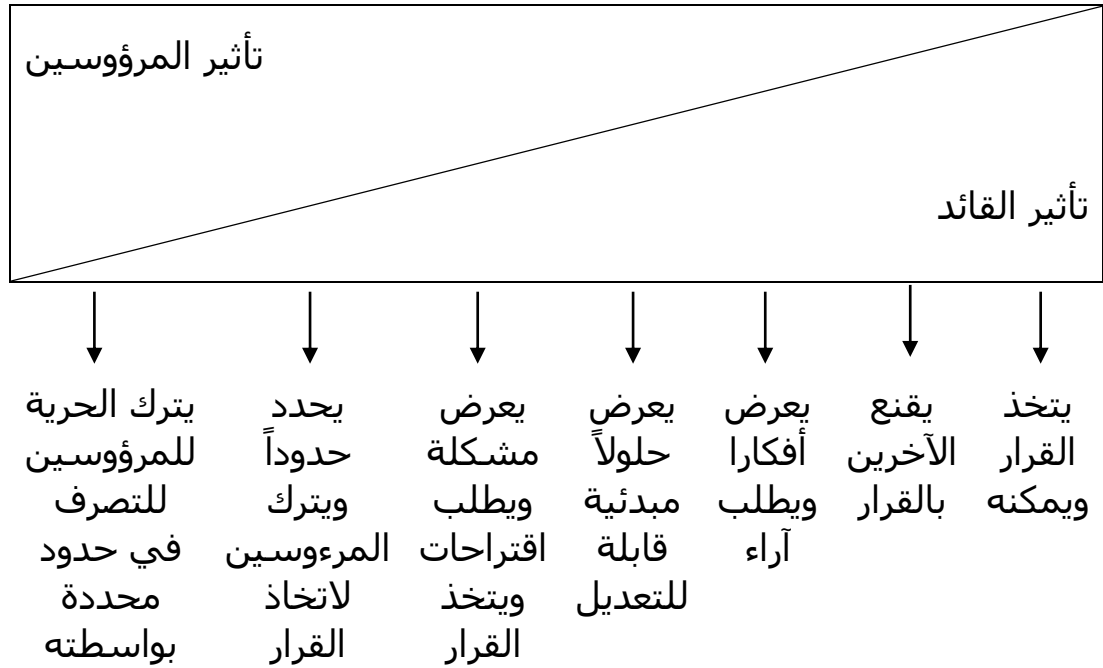 تأثير المرؤوسين
تأثير القائد
يتخذ
القرار
ويمكنه
يقنع
الآخرين
بالقرار
يعرض
أفكارا
ويطلب
آراء
يعرض
حلولاً
مبدئية
قابلة
للتعديل
يعرض
مشكلة
ويطلب
اقتراحات
ويتخذ
القرار
يحدد
حدوداً
ويترك
المرءوسين
لاتخاذ
القرار
يترك الحرية
للمرؤوسين
للتصرف
في حدود
محددة
بواسطته